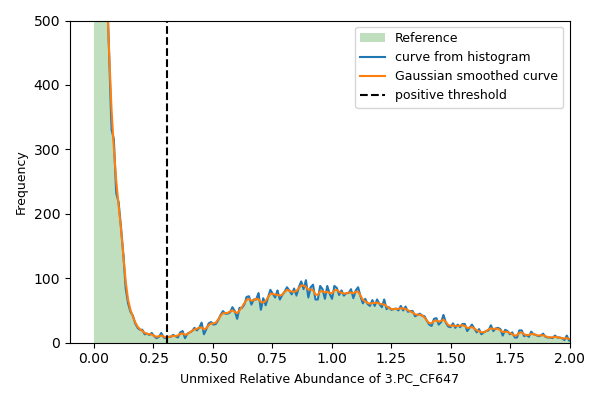 500
400
300
200
100
0
Frequency
Reference
curve from histogram
Gaussian smoothed curve
positive threshold
0.00 0.25 0.50 0.75 1.00 1.25 1.50 1.75 2.00
Unmixed Relative Abundance of 3.PC_CF647